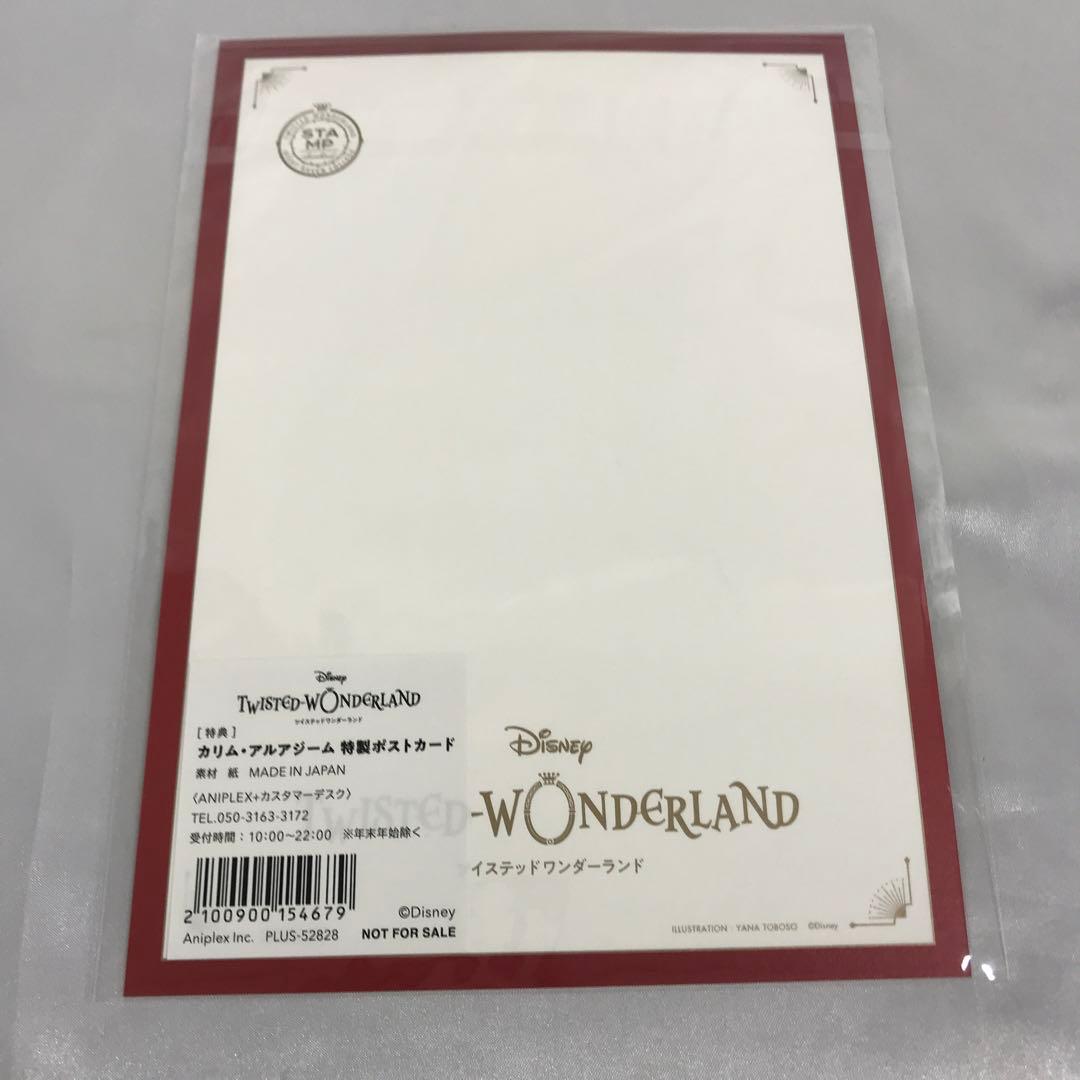 STA
MP
Disney
TWISTED-WONDERLAND
ツイステッドワンダーランド
[特典]
カリム・アルアジーム 特製ポストカード
素材 紙 MADE IN JAPAN
〈ANIPLEX+カスタマーデスク〉
TEL.050-3163-3172
受付時間：10:00~22:00 ※年末年始除く
2 100900 154679
©Disney
Aniplex Inc. PLUS-52828 NOT FOR SALE
Disney
TWISTED-WONDERLAND
イステッドワンダーランド
ILLUSTRATION : YANA TOBOSO ©Disney